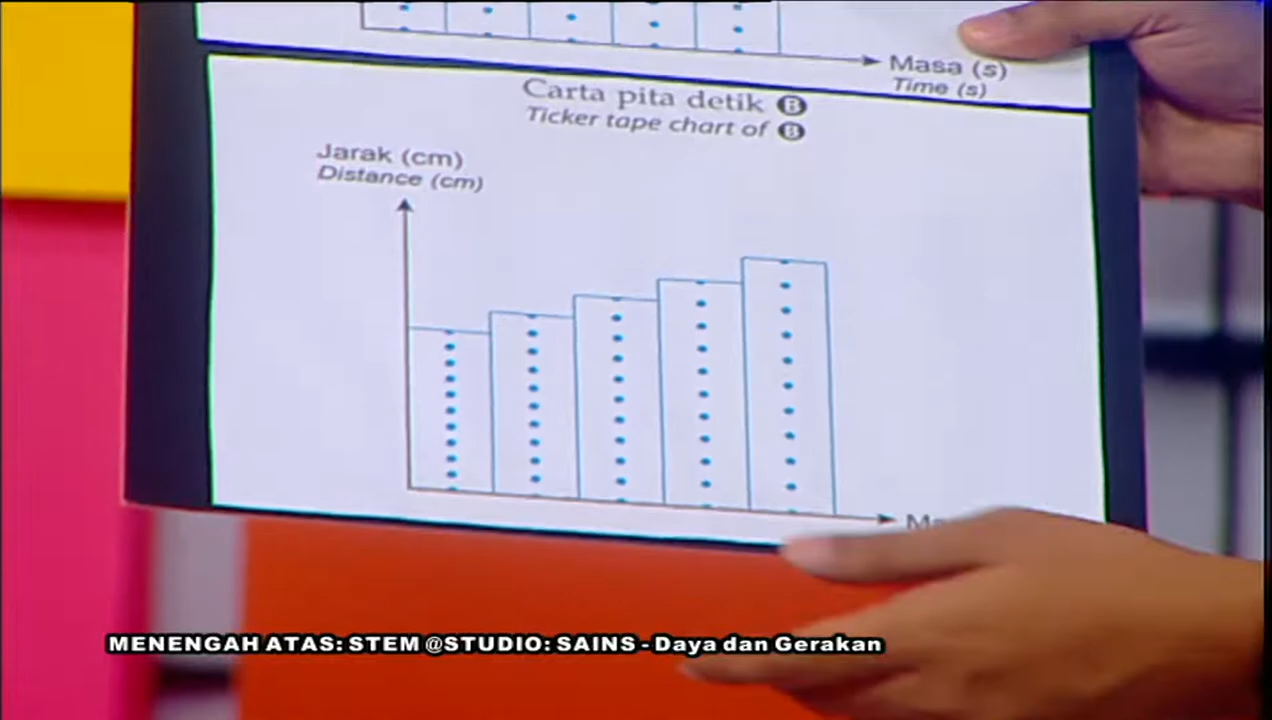 Masa (s)
Time (s)
Carta pita detik B
Ticker tape chart of B
Jarak (cm)
Distance (cm)
MENENGAH ATAS: STEM @STUDIO: SAINS - Daya dan Gerakan